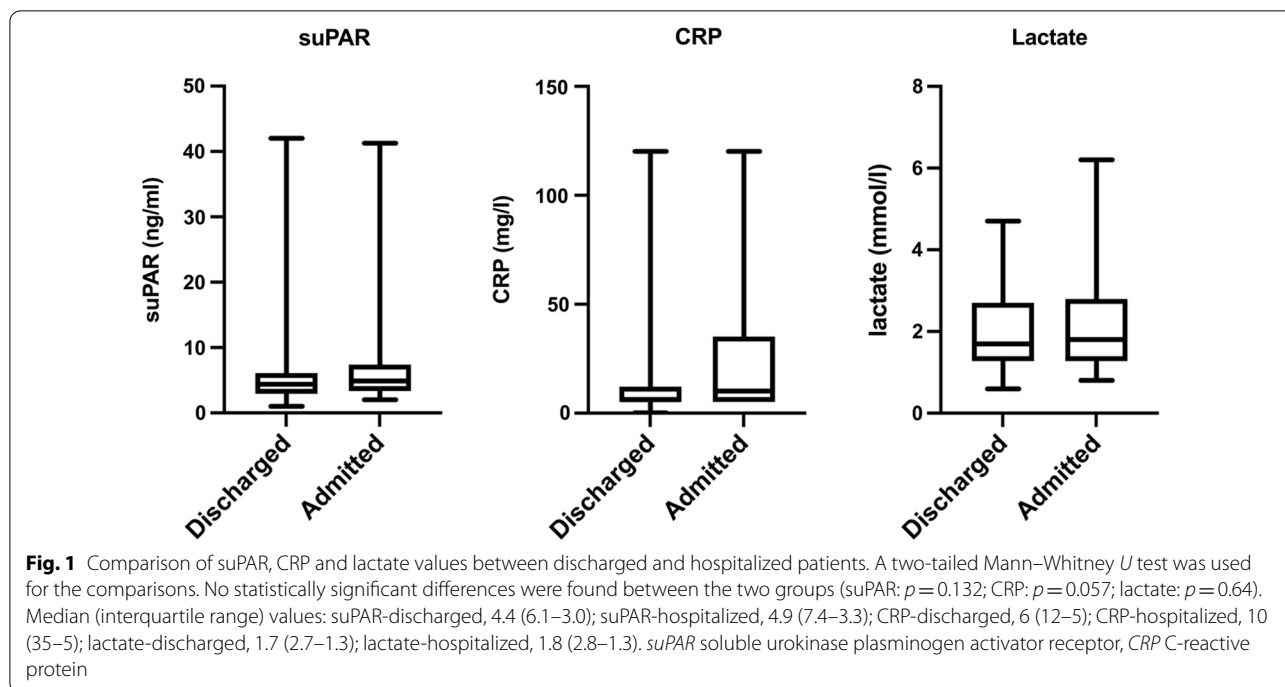 suPAR
CRP
Lactate
suPAR (ng/ml)
50
40
30
20
10
0
Discharged
Admitted
CRP (mg/l)
150
100
50
0
Discharged
Admitted
lactate (mmol/l)
8
6
4
2
0
Discharged
Admitted
Fig. 1 Comparison of suPAR, CRP and lactate values between discharged and hospitalized patients. A two-tailed Mann–Whitney U test was used
for the comparisons. No statistically significant differences were found between the two groups (suPAR: p = 0.132; CRP: p = 0.057; lactate: p = 0.64).
Median (interquartile range) values: suPAR-discharged, 4.4 (6.1–3.0); suPAR-hospitalized, 4.9 (7.4–3.3); CRP-discharged, 6 (12–5); CRP-hospitalized, 10
(35–5); lactate-discharged, 1.7 (2.7–1.3); lactate-hospitalized, 1.8 (2.8–1.3). suPAR soluble urokinase plasminogen activator receptor, CRP C-reactive
protein